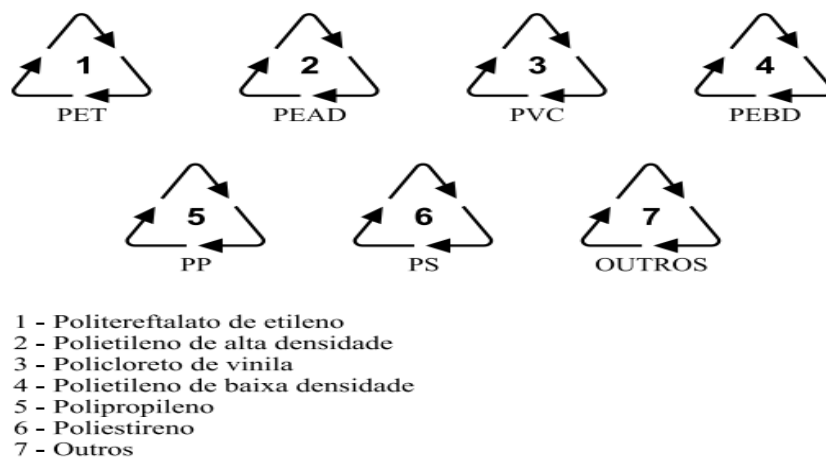 1 2 3 4
PET PEAD PVC PEBD
5 6 7
PP PS OUTROS
1 - Politereftalato de etileno
2 - Polietileno de alta densidade
3 - Policloreto de vinila
4 - Polietileno de baixa densidade
5 - Polipropileno
6 - Poliestireno
7 - Outros